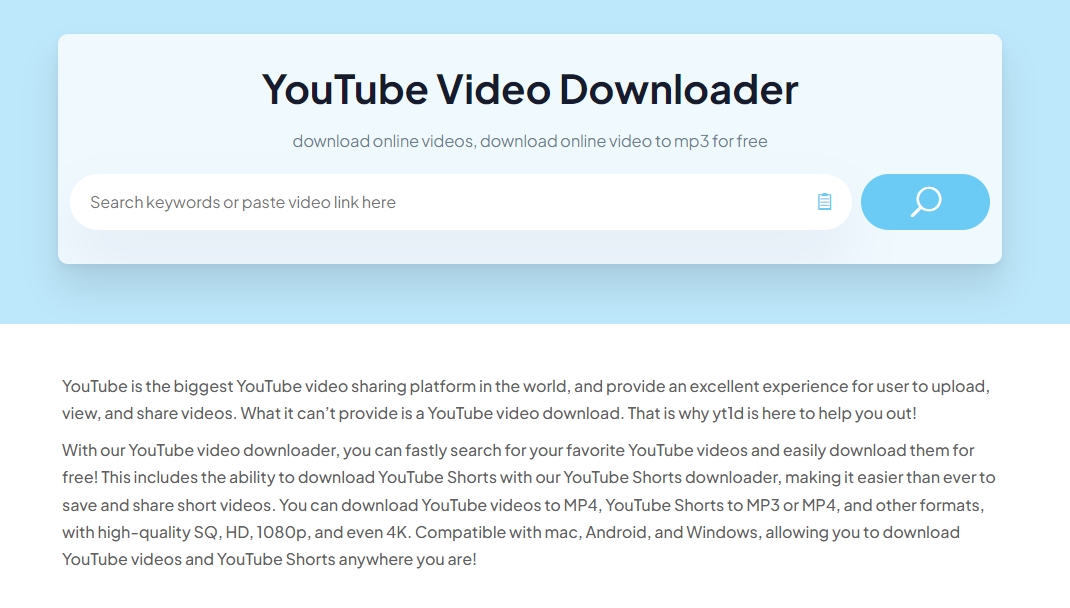 YouTube Video Downloader
download online videos, download online video to mp3 for free
Search keywords or paste video link here
YouTube is the biggest YouTube video sharing platform in the world, and provide an excellent experience for user to upload,
view, and share videos. What it can’t provide is a YouTube video download. That is why yt1d is here to help you out!
With our YouTube video downloader, you can fastly search for your favorite YouTube videos and easily download them for
free! This includes the ability to download YouTube Shorts with our YouTube Shorts downloader, making it easier than ever to
save and share short videos. You can download YouTube videos to MP4, YouTube Shorts to MP3 or MP4, and other formats,
with high-quality SQ, HD, 1080p, and even 4K. Compatible with mac, Android, and Windows, allowing you to download
YouTube videos and YouTube Shorts anywhere you are!